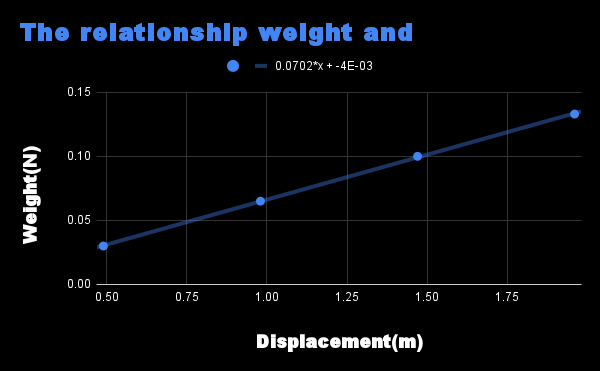 The relationship weight and
0.0702*x + -4E-03
0.15
0.10
0.05
0.00
Weight(N)
0.50 0.75 1.00 1.25 1.50 1.75
Displacement(m)